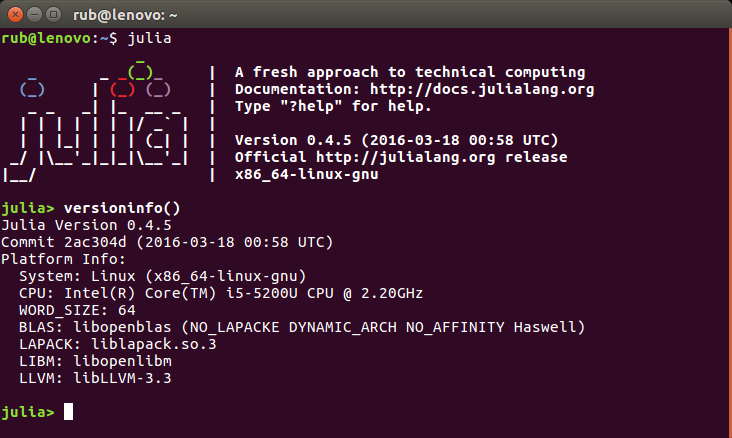 rub@lenovo: ~
rub@lenovo:~$ julia
               _
   _       _ _(_)_     |  A fresh approach to technical computing
  (_)     | (_) (_)    |  Documentation: http://docs.julialang.org
   _ _   _| |_  __ _   |  Type "?help" for help.
  | | | | | | |/ _` |  |
  | | |_| | | | (_| |  |  Version 0.4.5 (2016-03-18 00:58 UTC)
 _/ |\__'_|_|_|\__'_|  |  Official http://julialang.org release
|__/                   |  x86_64-linux-gnu
julia> versioninfo()
Julia Version 0.4.5
Commit 2ac304d (2016-03-18 00:58 UTC)
Platform Info:
  System: Linux (x86_64-linux-gnu)
  CPU: Intel(R) Core(TM) i5-5200U CPU @ 2.20GHz
  WORD_SIZE: 64
  BLAS: libopenblas (NO_LAPACKE DYNAMIC_ARCH NO_AFFINITY Haswell)
  LAPACK: liblapack.so.3
  LIBM: libopenlibm
  LLVM: libLLVM-3.3
julia>